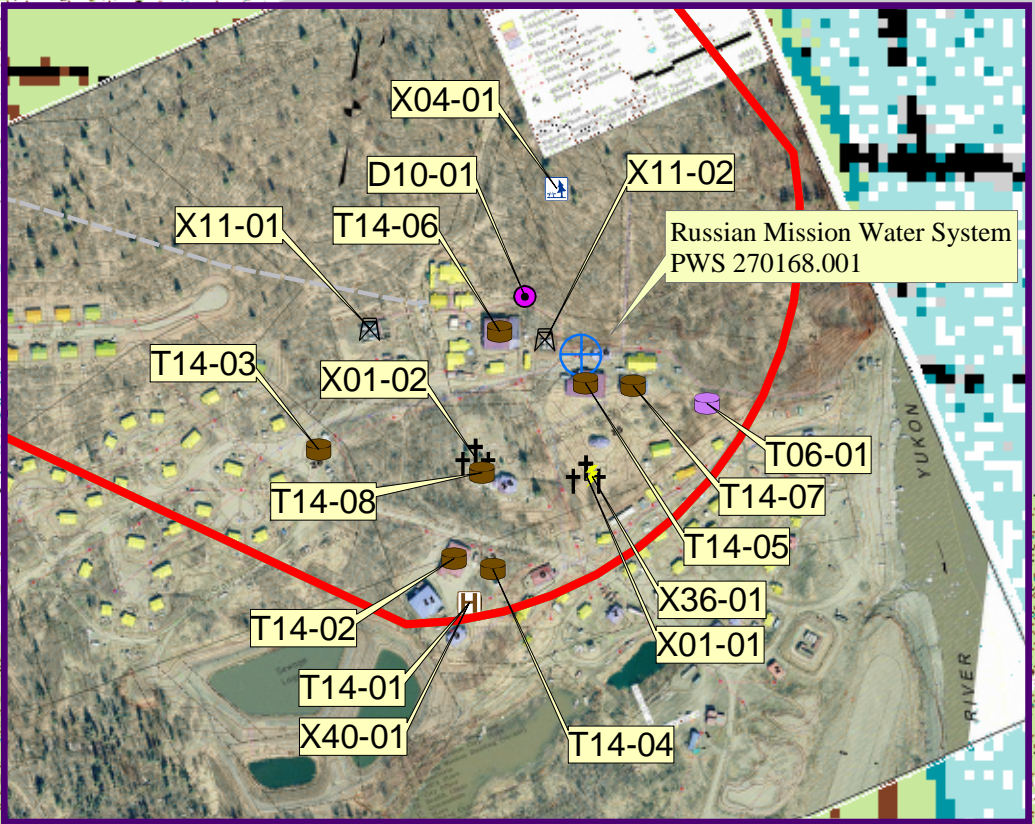 X04-01
D10-01
X11-02
X11-01
T14-06
Russian Mission Water System
PWS 270168.001
T14-03
X01-02
YUKON
T06-01
T14-08
T14-07
T14-05
X36-01
T14-02
X01-01
H
T14-01
X40-01
T14-04
RIVER